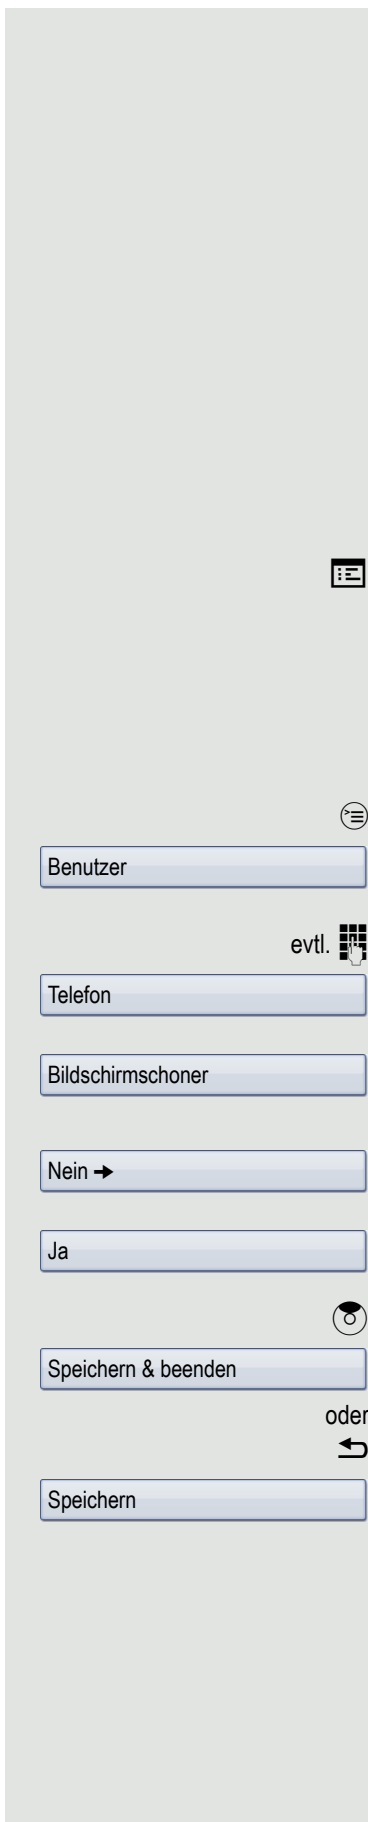 Benutzer
evtl.
Telefon
Bildschirmschoner
Nein →
Ja
Speichern & beenden
oder
Speichern